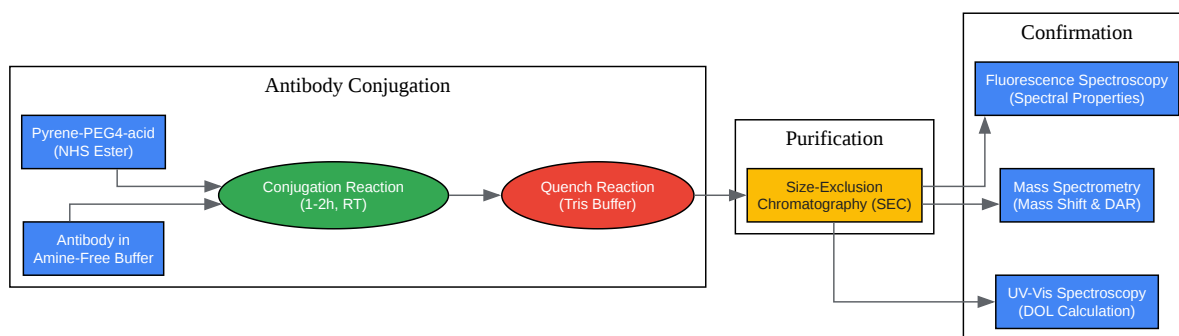 Antibody Conjugation
Pyrene-PEG4-acid
(NHS Ester)
Antibody in
Amine-Free Buffer
Conjugation Reaction
(1-2h, RT)
Quench Reaction
(Tris Buffer)
Purification
Size-Exclusion
Chromatography (SEC)
Confirmation
Fluorescence Spectroscopy
(Spectral Properties)
Mass Spectrometry
(Mass Shift & DAR)
UV-Vis Spectroscopy
(DOL Calculation)